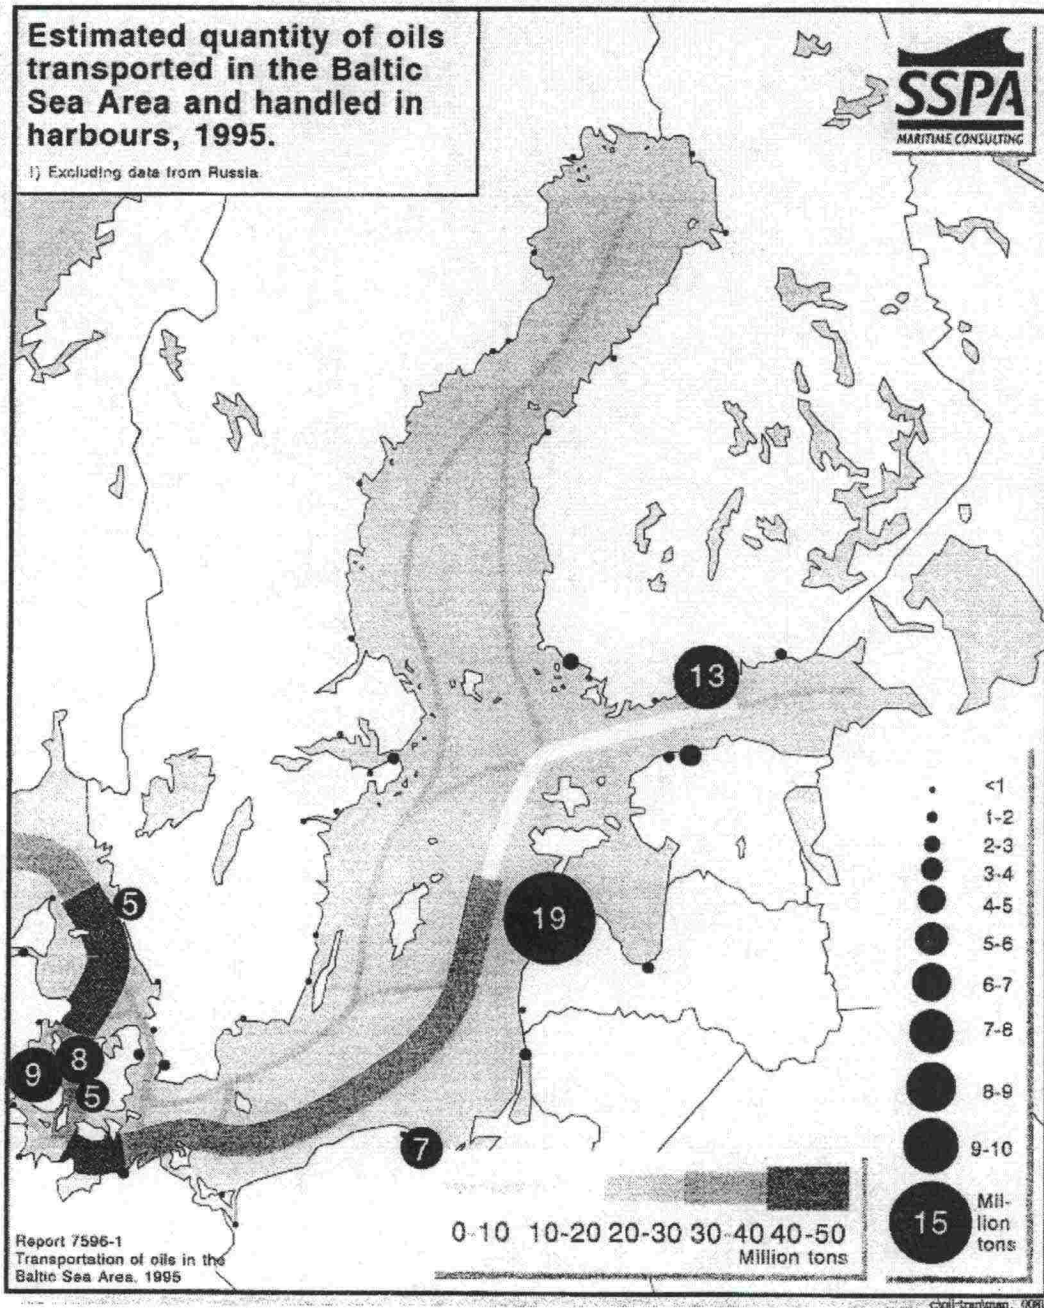 Estimated quantity of oils
transported in the Baltic
Sea Area and handled in
harbours, 1995.
1) Excluding data from Russia
SSPA
MARITIME CONSULTING
13
19
5
8
9
5
7
<1
1-2
2-3
3-4
4-5
5-6
6-7
7-8
8-9
9-10
15
Mil-
lion
tons
0-10 10-20 20-30 30-40 40-50
Million tons
Report 7596-1
Transportation of oils in the
Baltic Sea Area. 1995